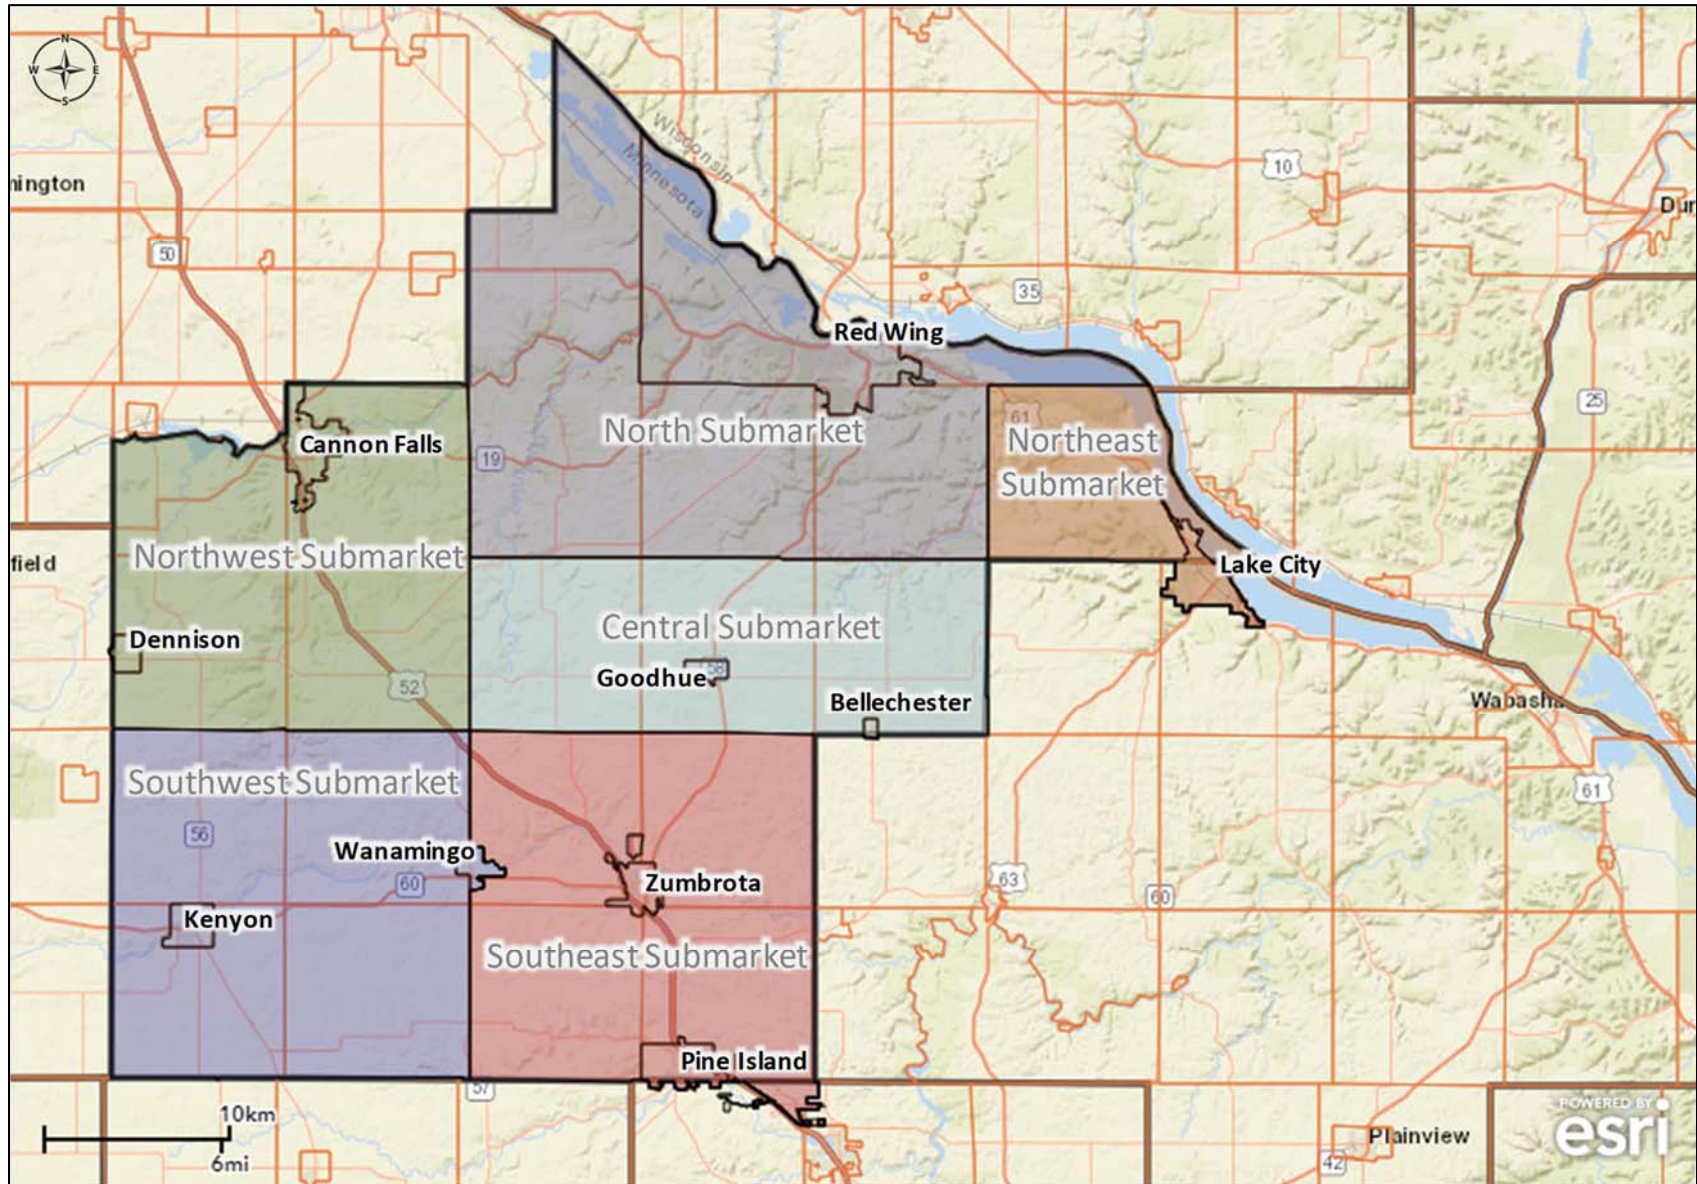 N
W E
S
Wisconsin
Minnesota
10
nington
Dur
50
35
Red Wing
25
61
North Submarket
Northeast
Submarket
Cannon Falls
19
Northwest Submarket
field
Lake City
Central Submarket
Dennison
Goodhue
58
52
Bellechester
Wabasha
Southwest Submarket
61
56
Wanamingo
60
Zumbrota
63
60
Kenyon
Southeast Submarket
Pine Island
57
10km
6mi
POWERED BY
esri
Plainview
42